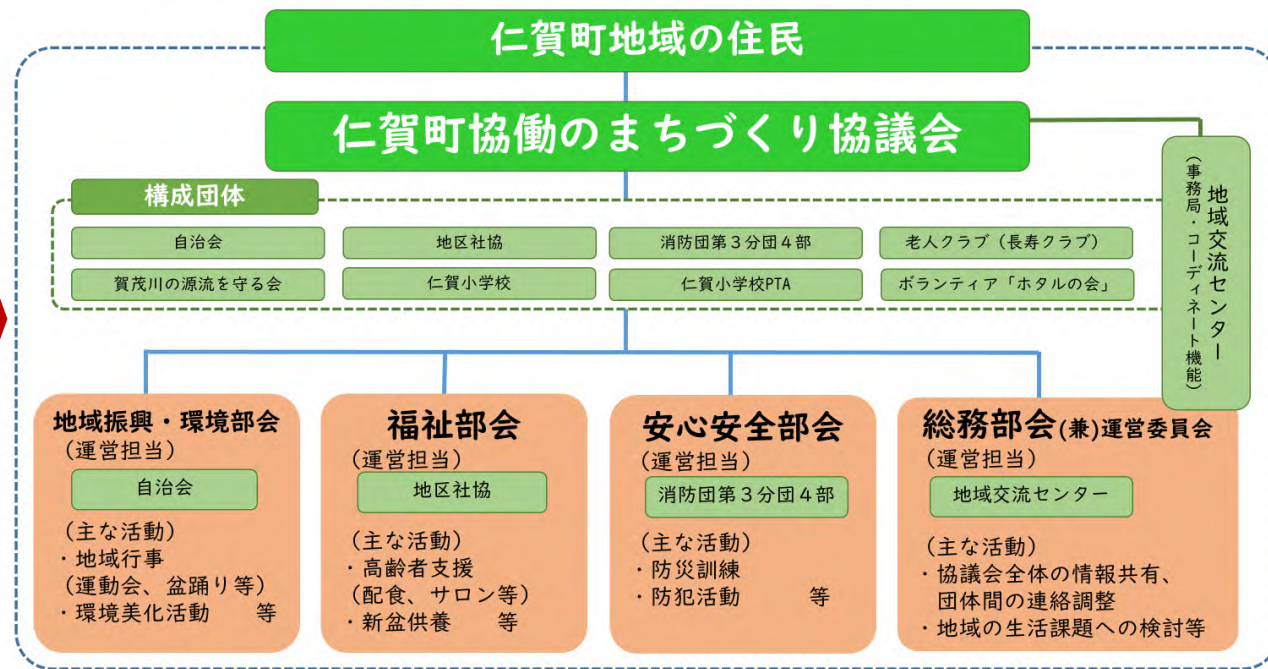 仁賀町地域の住民
仁賀町協働のまちづくり協議会
構成団体
自治会
地区社協
消防団第3分団4部
老人クラブ（長寿クラブ）
賀茂川の源流を守る会
仁賀小学校
仁賀小学校PTA
ボランティア「ホタルの会」
地域交流センター
（事務局・コーディネート機能）
地域振興・環境部会
(運営担当)
自治会
(主な活動)
・地域行事
(運動会、盆踊り等)
・環境美化活動　等
福祉部会
(運営担当)
地区社協
(主な活動)
・高齢者支援
(配食、サロン等)
・新盆供養　等
安心安全部会
(運営担当)
消防団第3分団4部
(主な活動)
・防災訓練
・防犯活動　等
総務部会(兼)運営委員会
(運営担当)
地域交流センター
(主な活動)
・協議会全体の情報共有、
団体間の連絡調整
・地域の生活課題への検討等